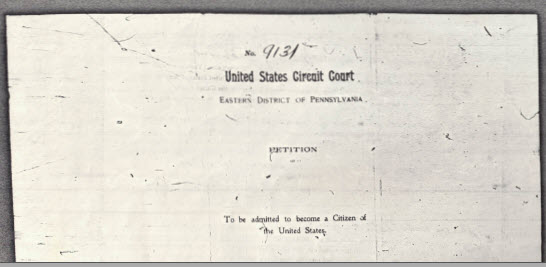 No. 9131
United States Circuit Court
EASTERN DISTRICT OF PENNSYLVANIA.
PETITION
To be admitted to become a Citizen of
the United States.